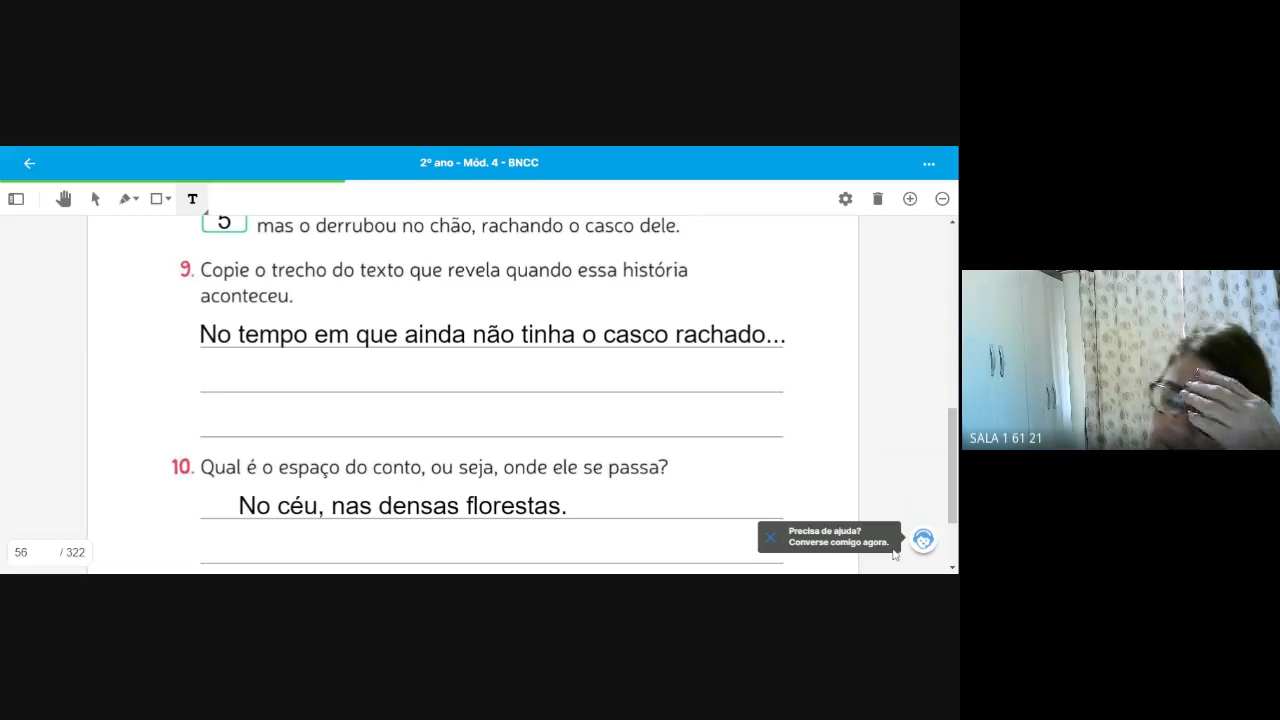 2º ano - Mód. 4 - BNCC
T
5 mas o derrubou no chão, rachando o casco dele.
9. Copie o trecho do texto que revela quando essa história
aconteceu.
No tempo em que ainda não tinha o casco rachado...
10. Qual é o espaço do conto, ou seja, onde ele se passa?
No céu, nas densas florestas.
Precisa de ajuda?
Converse comigo agora.
56 / 322
SALA 1 61 21